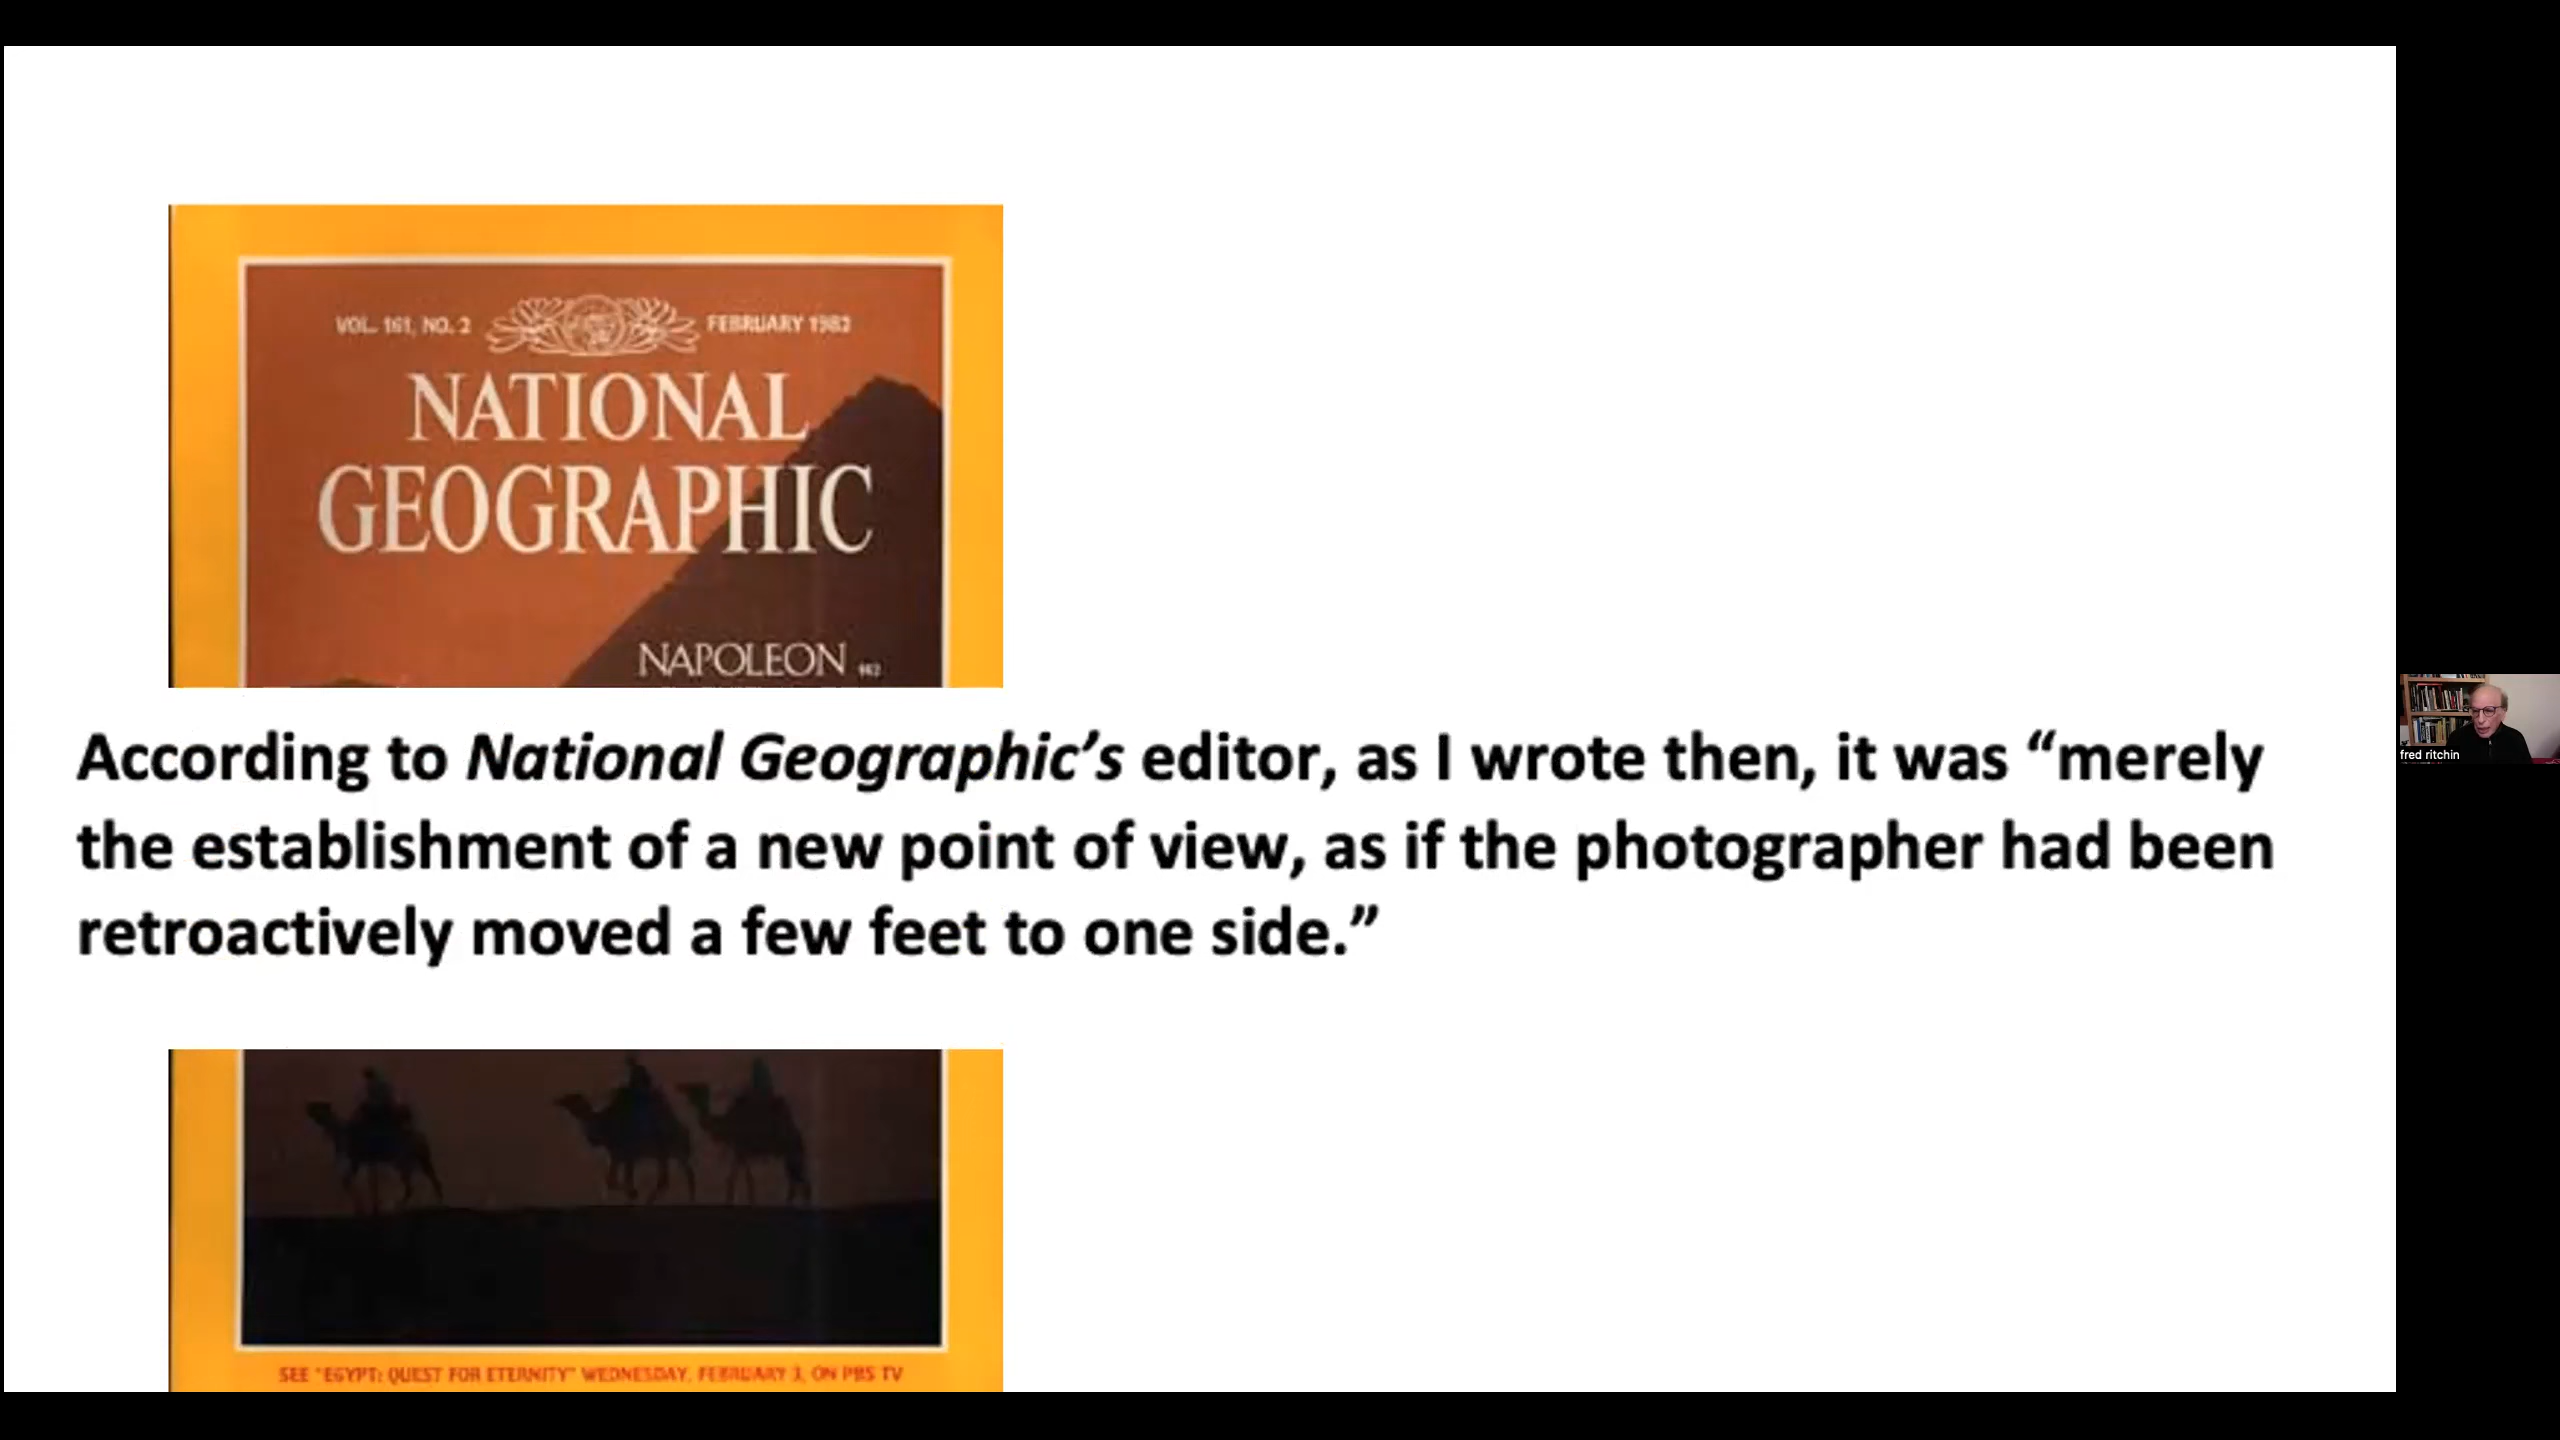 VOL. 161, NO. 2 FEBRUARY 1982
NATIONAL
GEOGRAPHIC
NAPOLEON
According to National Geographic’s editor, as I wrote then, it was “merely
the establishment of a new point of view, as if the photographer had been
retroactively moved a few feet to one side.”
fred ritchin
SEE "EGYPT: QUEST FOR ETERNITY" WEDNESDAY, FEBRUARY 3, ON PBS TV